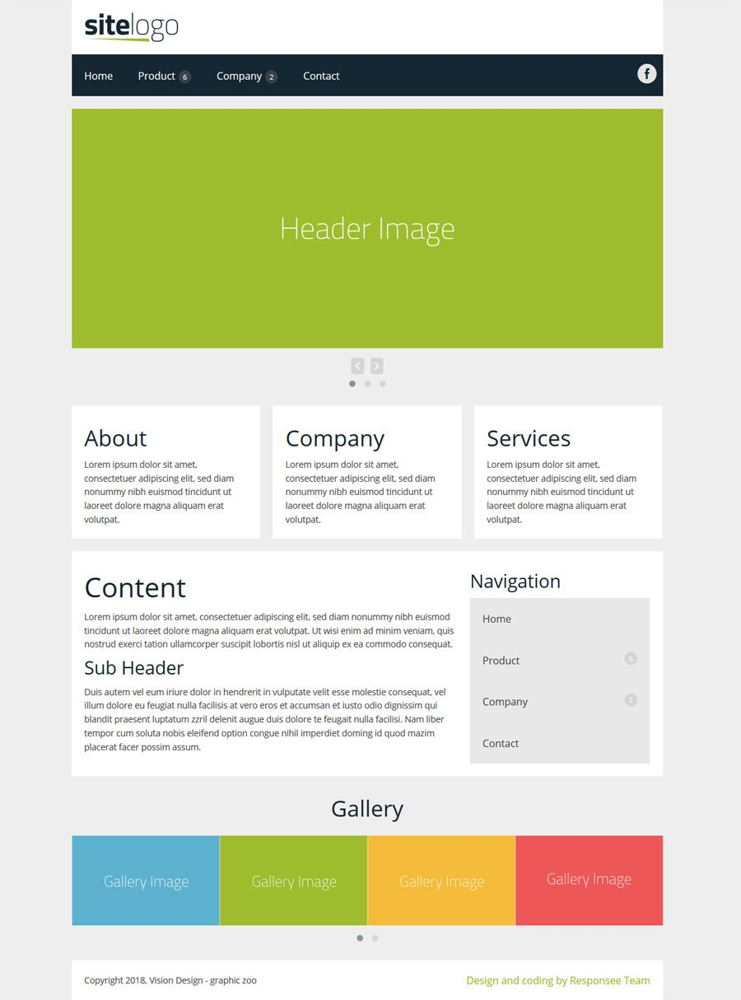 sitelogo
Home Product 6 Company 2 Contact f
Header Image
About
Lorem ipsum dolor sit amet,
consectetuer adipiscing elit, sed diam
nonummy nibh euismod tincidunt ut
laoreet dolore magna aliquam erat
volutpat.
Company
Lorem ipsum dolor sit amet,
consectetuer adipiscing elit, sed diam
nonummy nibh euismod tincidunt ut
laoreet dolore magna aliquam erat
volutpat.
Services
Lorem ipsum dolor sit amet,
consectetuer adipiscing elit, sed diam
nonummy nibh euismod tincidunt ut
laoreet dolore magna aliquam erat
volutpat.
Content
Lorem ipsum dolor sit amet, consectetuer adipiscing elit, sed diam nonummy nibh euismod
tincidunt ut laoreet dolore magna aliquam erat volutpat. Ut wisi enim ad minim veniam, quis
nostrud exerci tation ullamcorper suscipit lobortis nisl ut aliquip ex ea commodo consequat.
Sub Header
Duis autem vel eum iriure dolor in hendrerit in vulputate velit esse molestie consequat, vel
illum dolore eu feugiat nulla facilisis at vero eros et accumsan et iusto odio dignissim qui
blandit praesent luptatum zzril delenit augue duis dolore te feugait nulla facilisi. Nam liber
tempor cum soluta nobis eleifend option congue nihil imperdiet doming id quod mazim
placerat facer possim assum.
Navigation
Home
Product 6
Company 2
Contact
Gallery
Gallery Image Gallery Image Gallery Image Gallery Image
Copyright 2018, Vision Design - graphic zoo
Design and coding by Responsee Team